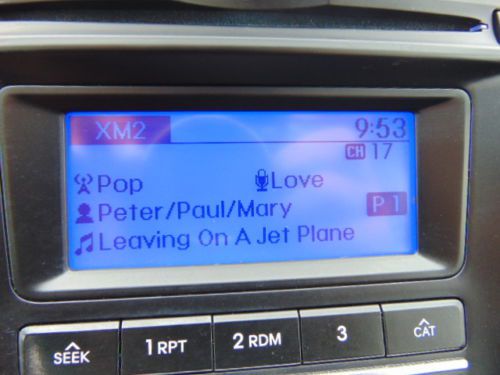 XM2 9:53
CH 17
Pop Love
Peter/Paul/Mary P 1
Leaving On A Jet Plane
SEEK 1 RPT 2 RDM 3 CAT